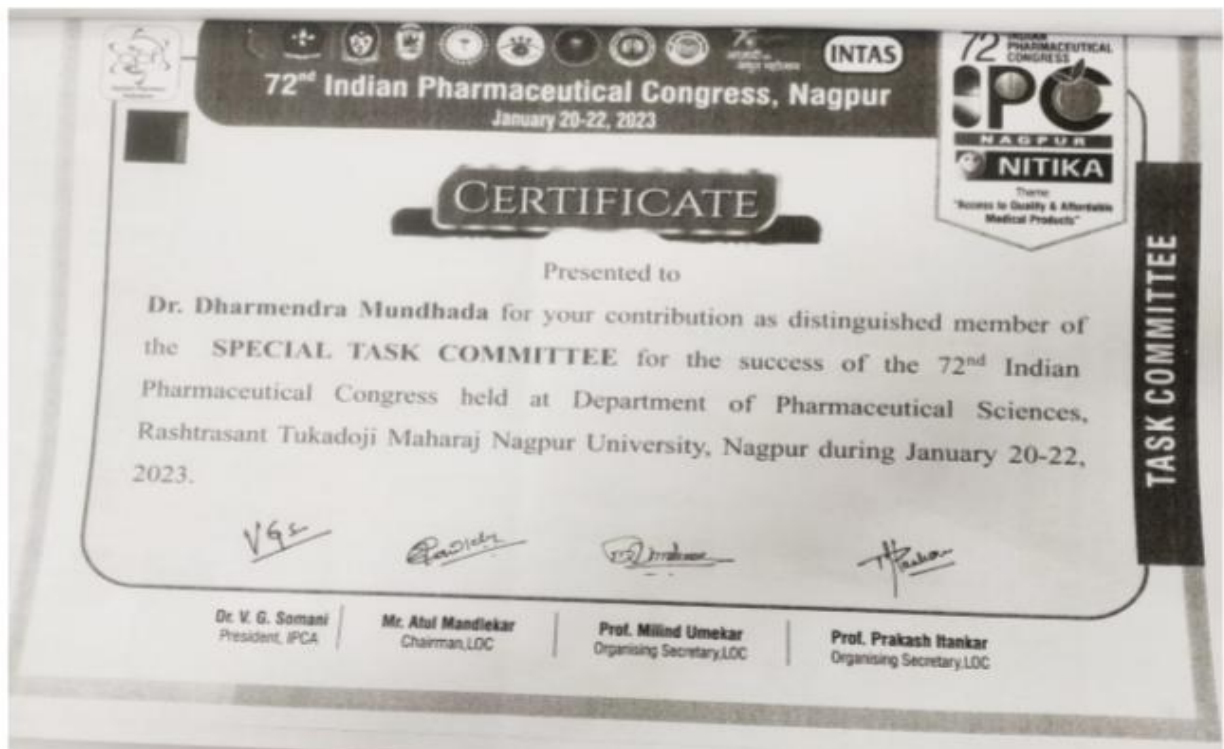 INTAS
72nd Indian Pharmaceutical Congress, Nagpur
January 20-22, 2023
72 INDIAN
PHARMACEUTICAL
CONGRESS
IPC
NAGPUR
NITIKA
Theme:
"Access to Quality & Affordable
Medical Products"
CERTIFICATE
TASK COMMITTEE
Presented to
Dr. Dharmendra Mundhada for your contribution as distinguished member of
the SPECIAL TASK COMMITTEE for the success of the 72nd Indian
Pharmaceutical Congress held at Department of Pharmaceutical Sciences,
Rashtrasant Tukadoji Maharaj Nagpur University, Nagpur during January 20-22,
2023.
Dr. V. G. Somani
President, IPCA
Mr. Atul Mandlekar
Chairman,LOC
Prof. Milind Umekar
Organising Secretary,LOC
Prof. Prakash Itankar
Organising Secretary,LOC